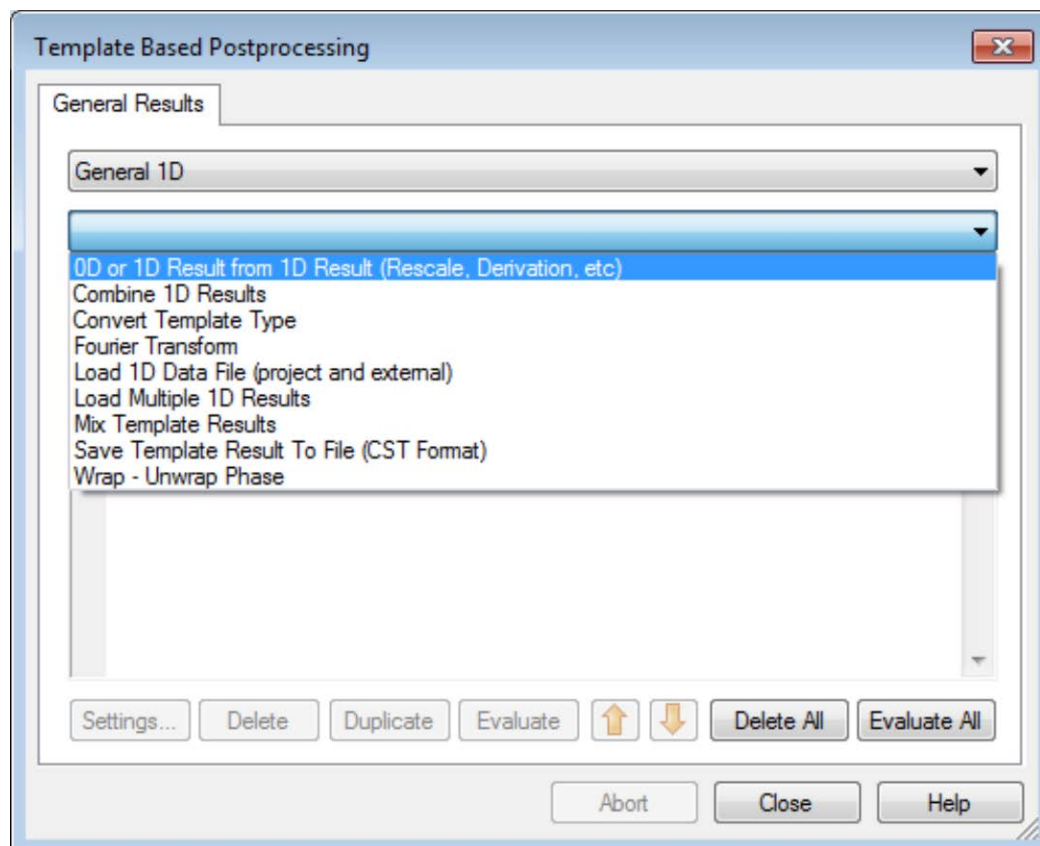 Template Based Postprocessing
General Results
General 1D
0D or 1D Result from 1D Result (Rescale, Derivation, etc)
Combine 1D Results
Convert Template Type
Fourier Transform
Load 1D Data File (project and external)
Load Multiple 1D Results
Mix Template Results
Save Template Result To File (CST Format)
Wrap - Unwrap Phase
Settings... Delete Duplicate Evaluate Delete All Evaluate All
Abort Close Help